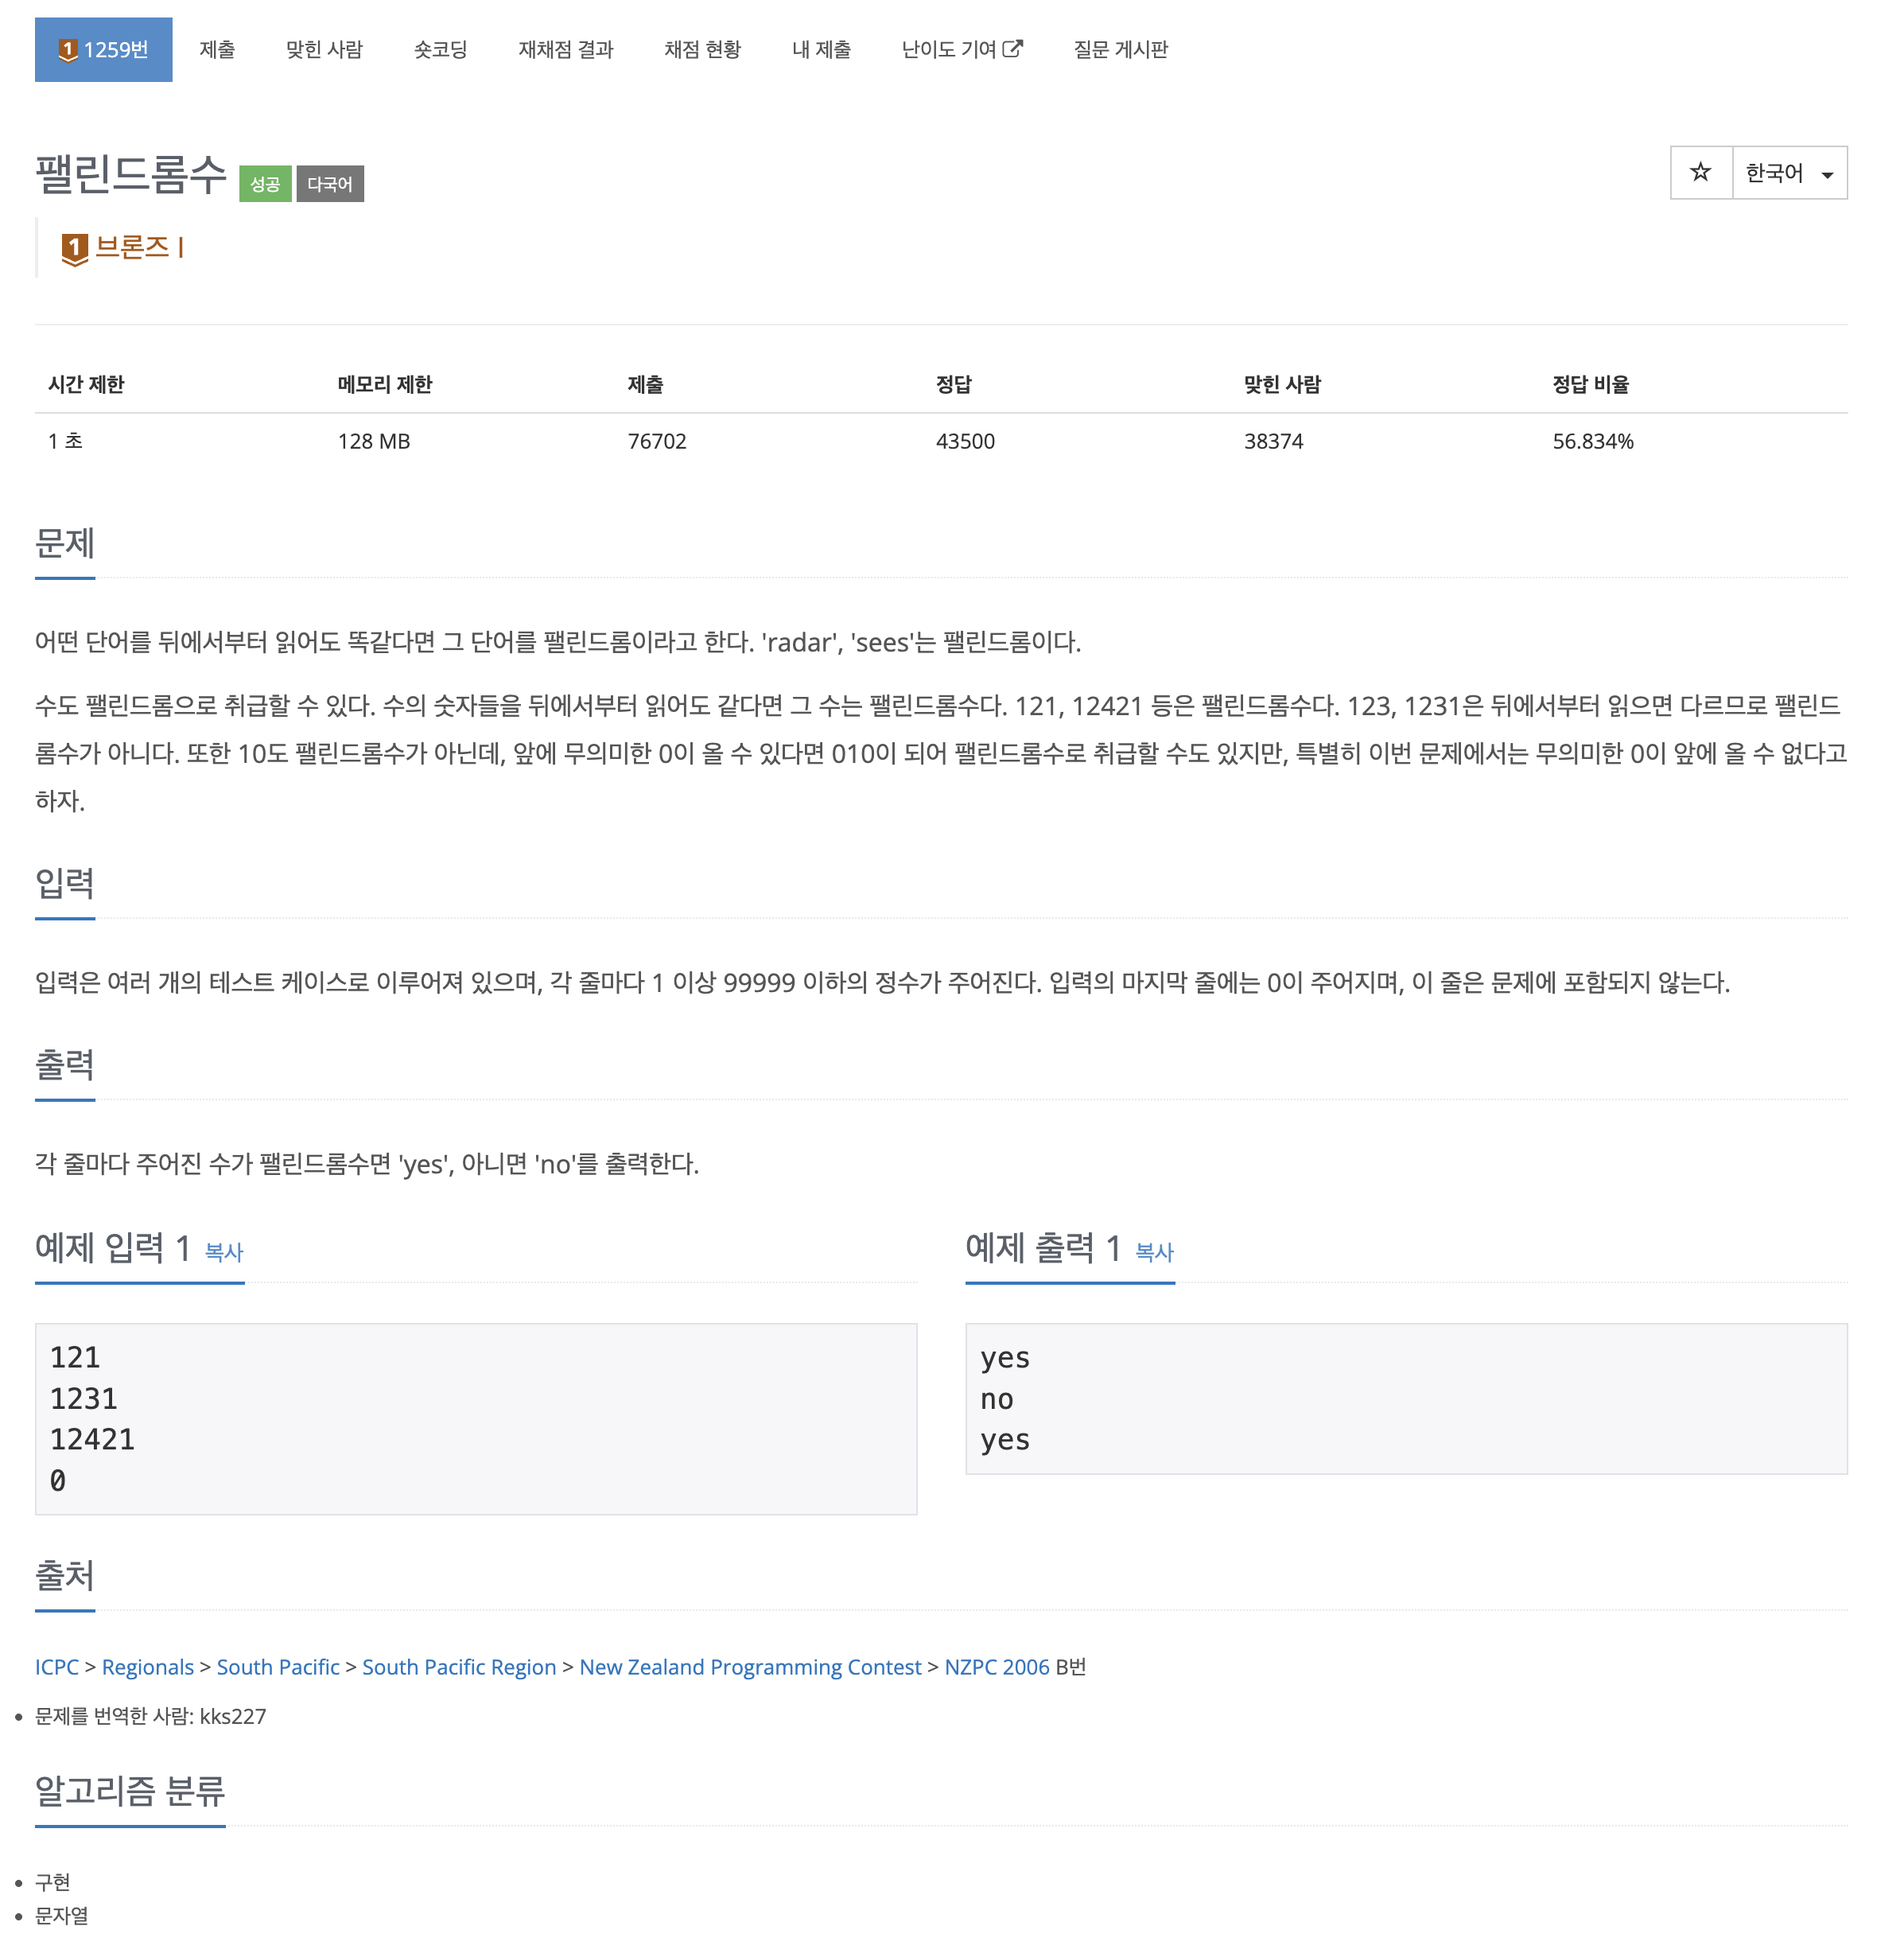 1259번 제출 맞힌 사람 숏코딩 재채점 결과 채점 현황 내 제출 난이도 기여 질문 게시판
팰린드롬수 성공 다국어 한국어
브론즈 I
시간 제한 메모리 제한 제출 정답 맞힌 사람 정답 비율
1 초 128 MB 76702 43500 38374 56.834%
문제
어떤 단어를 뒤에서부터 읽어도 똑같다면 그 단어를 팰린드롬이라고 한다. 'radar', 'sees'는 팰린드롬이다.
수도 팰린드롬으로 취급할 수 있다. 수의 숫자들을 뒤에서부터 읽어도 같다면 그 수는 팰린드롬수다. 121, 12421 등은 팰린드롬수다. 123, 1231은 뒤에서부터 읽으면 다르므로 팰린드
롬수가 아니다. 또한 10도 팰린드롬수가 아닌데, 앞에 무의미한 0이 올 수 있다면 010이 되어 팰린드롬수로 취급할 수도 있지만, 특별히 이번 문제에서는 무의미한 0이 앞에 올 수 없다고
하자.
입력
입력은 여러 개의 테스트 케이스로 이루어져 있으며, 각 줄마다 1 이상 99999 이하의 정수가 주어진다. 입력의 마지막 줄에는 0이 주어지며, 이 줄은 문제에 포함되지 않는다.
출력
각 줄마다 주어진 수가 팰린드롬수면 'yes', 아니면 'no'를 출력한다.
예제 입력 1 복사
121
1231
12421
0
예제 출력 1 복사
yes
no
yes
출처
ICPC > Regionals > South Pacific > South Pacific Region > New Zealand Programming Contest > NZPC 2006 B번
문제를 번역한 사람: kks227
알고리즘 분류
구현
문자열